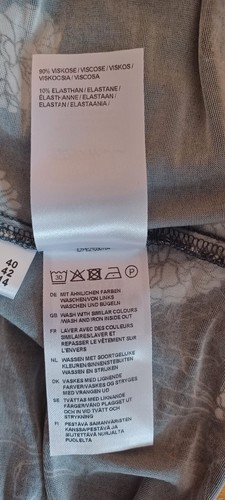 90% VISKOSE / VISCOSE / VISKOS /
VISKOOSIA / VISCOSA
10% ELASTHAN / ELASTANE /
ÉLASTHANNE / ELASTAAN /
ELASTAN / ELASTAANIA /
40
42
30
P
DE MIT ÄHNLICHEN FARBEN
WASCHEN/VON LINKS
WASCHEN UND BÜGELN
GB WASH WITH SIMILAR COLOURS
WASH AND IRON INSIDE OUT
FR LAVER AVEC DES COULEURS
SIMILAIRES/LAVER ET
REPASSER LE VÊTEMENT SUR
L'ENVERS
NL WASSEN MET SOORTGELIJKE
KLEUREN/BINNENSTEBUITEN
WASSEN EN STRIJKEN
DK VASKES MED LIGNENDE
FARVER/VASKES OG STRYGES
MED VRANGEN UD
SE TVÄTTAS MED LIKNANDE
FÄRGER/VÄND PLAGGET UT
OCH IN VID TVÄTT OCH
STRYKNING
FI PESTÄVÄ SAMANVÄRISTEN
KANSSA/PESTÄVÄ JA
SILITETTÄVÄ NURJALTA
PUOLELTA